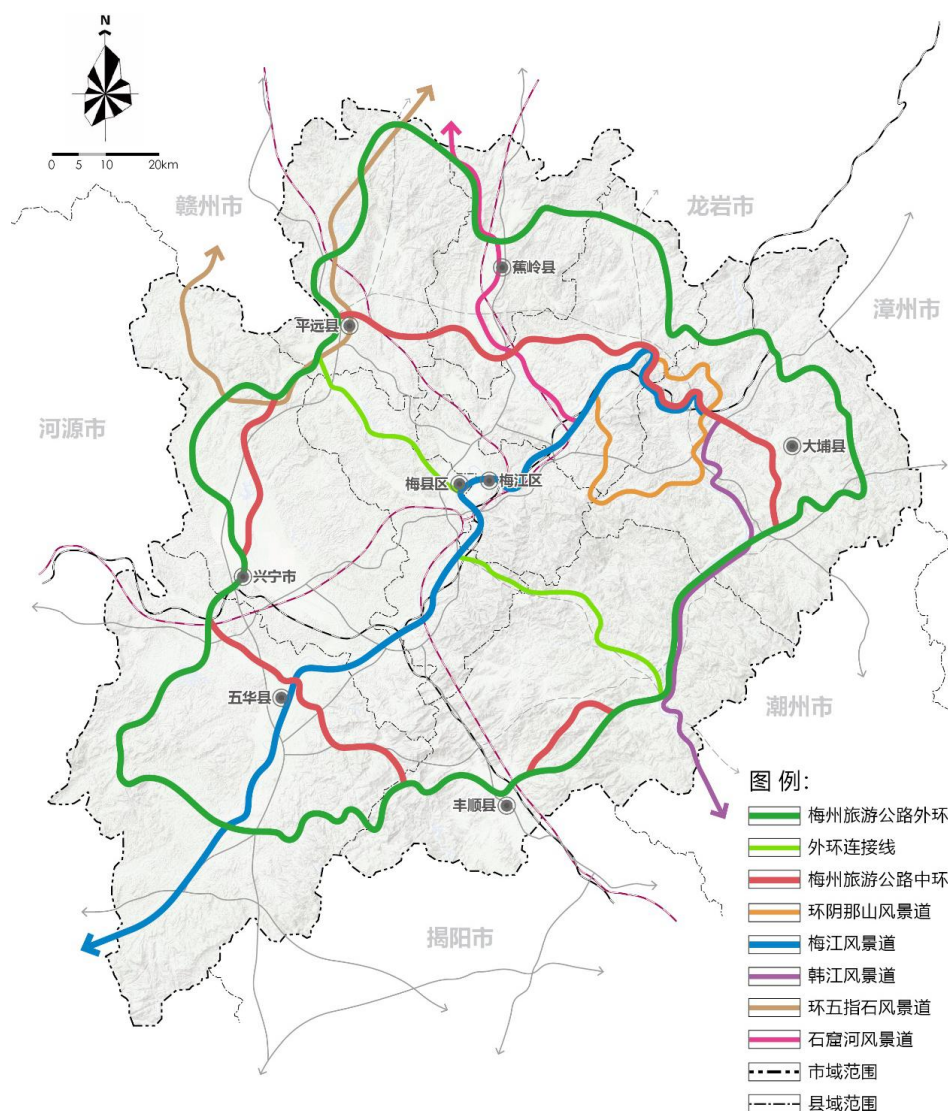 N
0 5 10 20km
赣州市
龙岩市
蕉岭县
漳州市
平远县
河源市
大埔县
梅县区
梅江区
兴宁市
五华县
潮州市
丰顺县
揭阳市
图 例：
梅州旅游公路外环
外环连接线
梅州旅游公路中环
环阴那山风景道
梅江风景道
韩江风景道
环五指石风景道
石窟河风景道
市域范围
县域范围